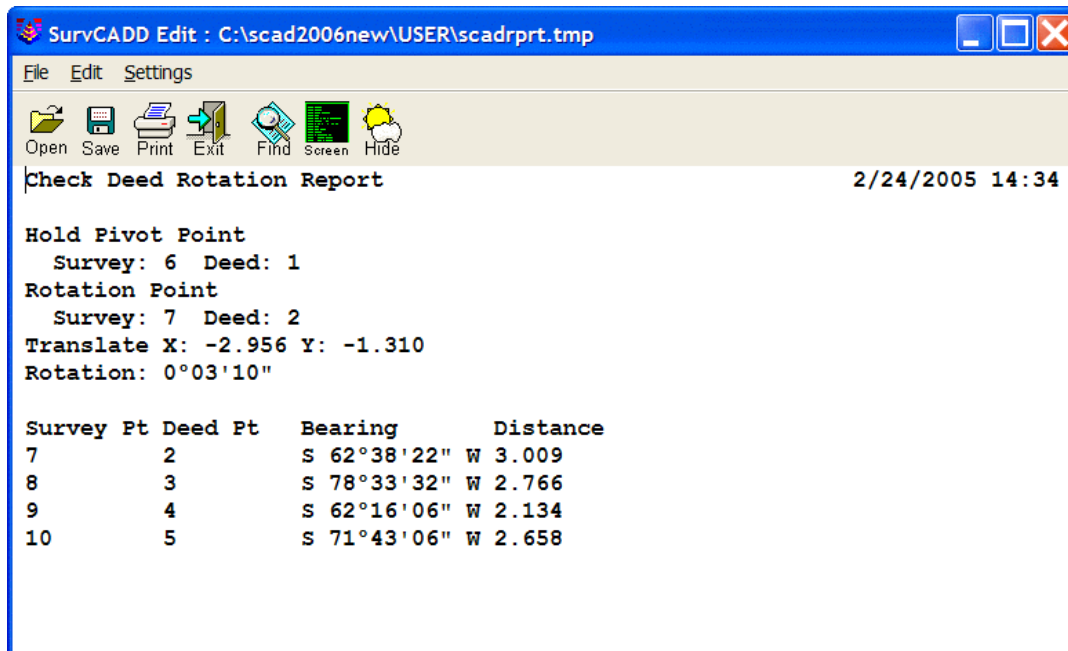 SurvCADD Edit : C:\scad2006new\USER\scadrprt.tmp
File Edit Settings
Open Save Print Exit Find Screen Hide
Check Deed Rotation Report 2/24/2005 14:34
Hold Pivot Point
Survey: 6 Deed: 1
Rotation Point
Survey: 7 Deed: 2
Translate X: -2.956 Y: -1.310
Rotation: 0°03'10"
Survey Pt Deed Pt Bearing Distance
7 2 S 62°38'22" W 3.009
8 3 S 78°33'32" W 2.766
9 4 S 62°16'06" W 2.134
10 5 S 71°43'06" W 2.658